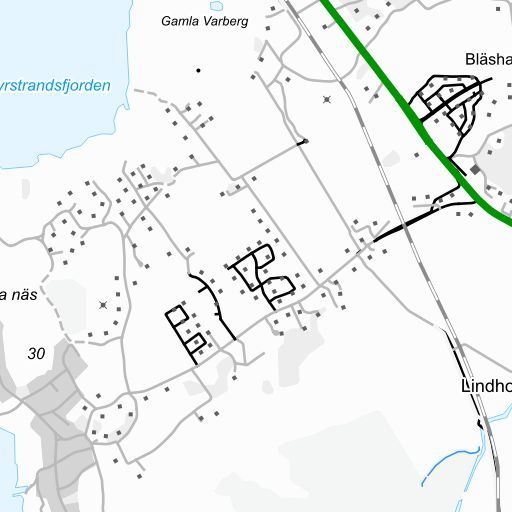 Gamla Varberg
Bläsha
yrstrandsfjorden
a näs
30
Lindho